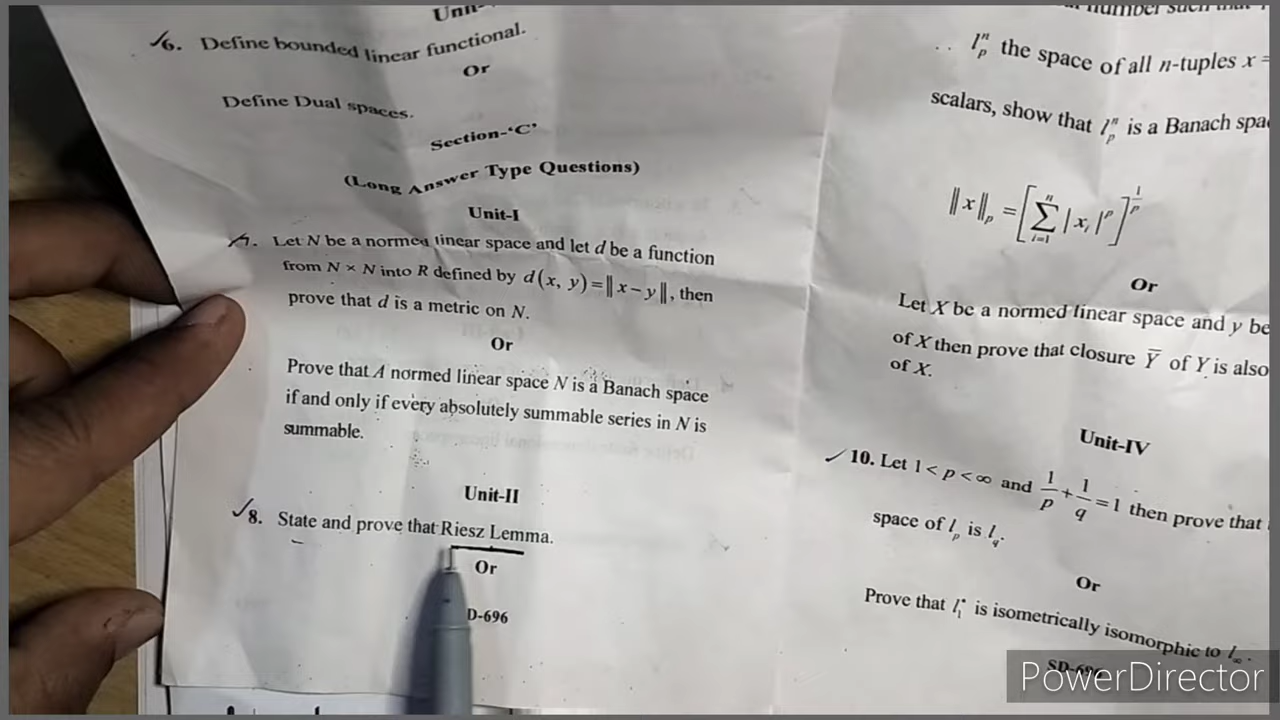 ✓6. Define bounded linear functional.
Or
Define Dual spaces.
Section-'C'
(Long Answer Type Questions)
Unit-I
7. Let N be a normed linear space and let d be a function
from N × N into R defined by d(x, y)=‖x−y‖, then
prove that d is a metric on N.
Or
Prove that A normed linear space N is a Banach space
if and only if every absolutely summable series in N is
summable.
Unit-II
✓8. State and prove that Riesz Lemma.
Or
D-696
number such that
l_p^n the space of all n-tuples x =
scalars, show that l_p^n is a Banach spa
‖x‖_p = [∑_{i=1}^n |x_i|^p]^{1/p}
Or
Let X be a normed linear space and y be
of X then prove that closure Y̅ of Y is also
of X.
Unit-IV
✓10. Let 1 < p < ∞ and 1/p + 1/q = 1 then prove that
space of l_p is l_q.
Or
Prove that l_1^* is isometrically isomorphic to l_∞.
SD-696
PowerDirector